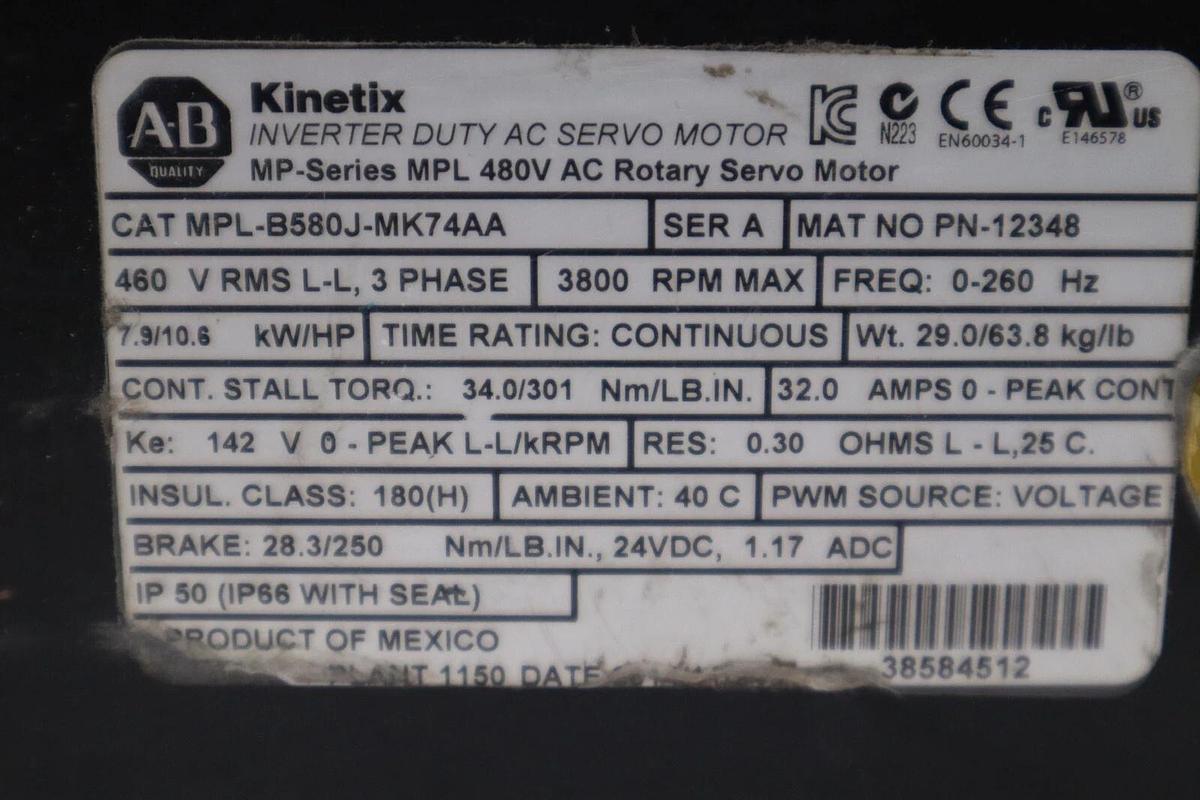 A-B
QUALITY
Kinetix
INVERTER DUTY AC SERVO MOTOR
MP-Series MPL 480V AC Rotary Servo Motor
N223
CE
EN60034-1
c UR ® US
E146578
CAT MPL-B580J-MK74AA SER A MAT NO PN-12348
460 V RMS L-L, 3 PHASE 3800 RPM MAX FREQ: 0-260 Hz
7.9/10.6 kW/HP TIME RATING: CONTINUOUS Wt. 29.0/63.8 kg/lb
CONT. STALL TORQ.: 34.0/301 Nm/LB.IN. 32.0 AMPS 0 - PEAK CONT
Ke: 142 V 0 - PEAK L-L/kRPM RES: 0.30 OHMS L - L,25 C.
INSUL. CLASS: 180(H) AMBIENT: 40 C PWM SOURCE: VOLTAGE
BRAKE: 28.3/250 Nm/LB.IN., 24VDC, 1.17 ADC
IP 50 (IP66 WITH SEAL)
PRODUCT OF MEXICO
PLANT 1150 DATE
38584512